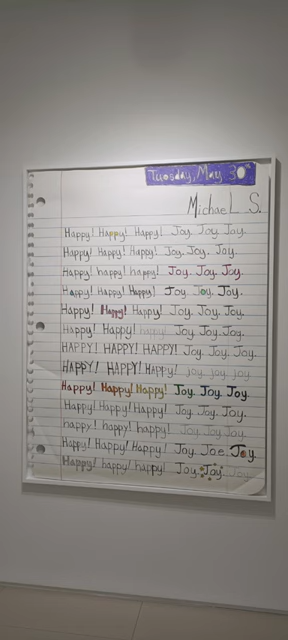 Tuesday, May 30th
Michael S.
Happy! Happy! Happy! Joy. Joy. Joy.
Happy! Happy! Happy! Joy. Joy. Joy.
Happy! happy! happy! Joy. Joy. Joy.
Happy! Happy! Happy! Joy. Joy. Joy.
Happy! Happy! Happy! Joy. Joy. Joy.
Happy! Happy! happy! Joy. Joy. Joy.
HAPPY! HAPPY! HAPPY! Joy. Joy. Joy.
HAPPY! HAPPY! HAPPY! joy. joy. joy
Happy! Happy! Happy! Joy. Joy. Joy.
Happy! Happy! Happy! Joy. Joy. Joy.
happy! happy! happy! Joy. Joy. Joy.
Happy! Happy! Happy! Joy. Joe. Joy.
Happy! happy! happy! Joy. Joy. Joy.